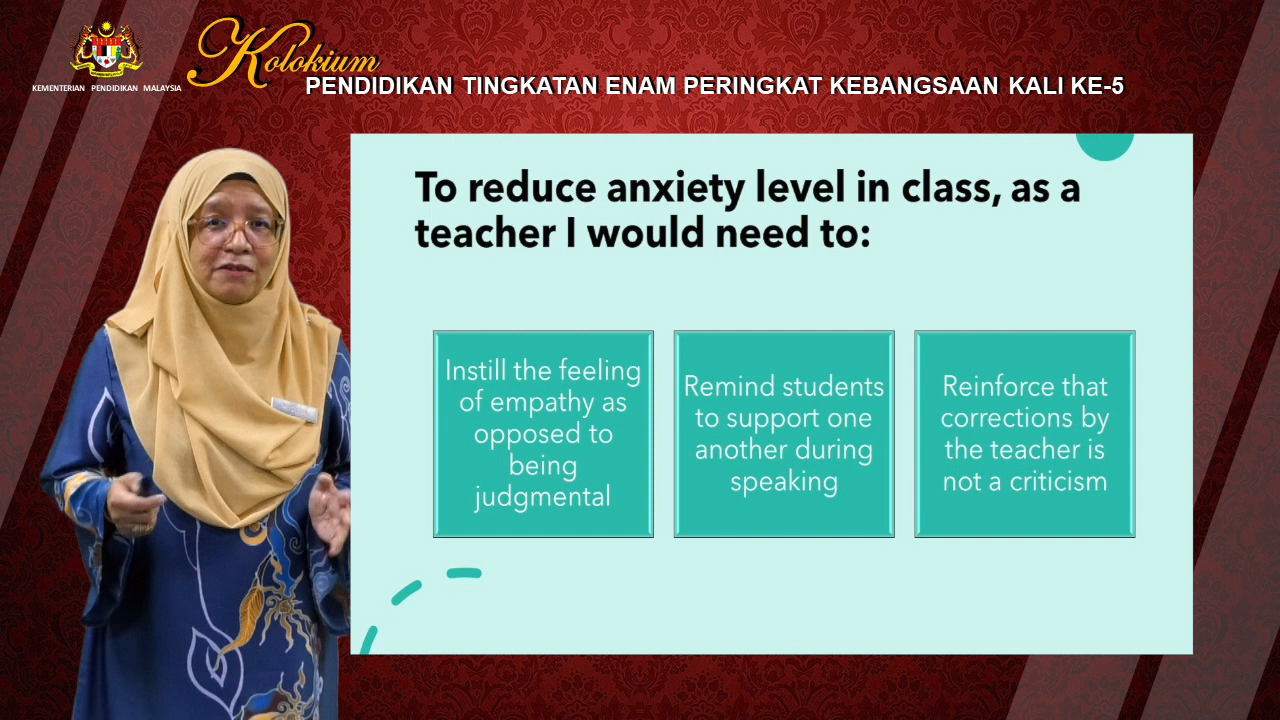 Kolokium
KEMENTERIAN PENDIDIKAN MALAYSIA
PENDIDIKAN TINGKATAN ENAM PERINGKAT KEBANGSAAN KALI KE-5
To reduce anxiety level in class, as a
teacher I would need to:
Instill the feeling
of empathy as
opposed to
being
judgmental
Remind students
to support one
another during
speaking
Reinforce that
corrections by
the teacher is
not a criticism